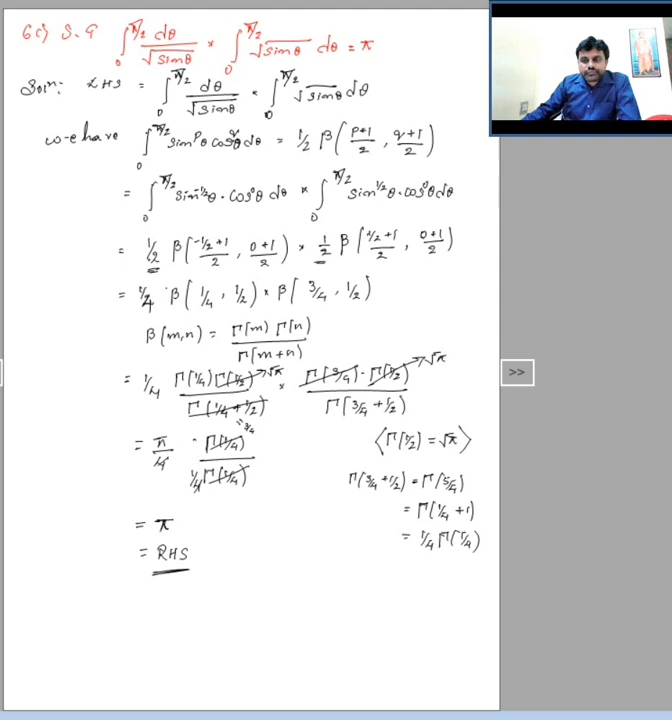 6(i) S.G ∫₀^{π/2} dθ/√sinθ × ∫₀^{π/2} √sinθ dθ = π
Soln: LHS = ∫₀^{π/2} dθ/√sinθ × ∫₀^{π/2} √sinθ dθ
we have ∫₀^{π/2} sin^pθ cos^qθ dθ = 1/2 β(p+1/2, q+1/2)
= ∫₀^{π/2} sin^{-1/2}θ · cos⁰θ dθ × ∫₀^{π/2} sin^{1/2}θ · cos⁰θ dθ
= 1/2 β(-1/2+1/2, 0+1/2) × 1/2 β(1/2+1/2, 0+1/2)
= 1/4 β(1/4, 1/2) × β(3/4, 1/2)
β(m,n) = Γ(m) Γ(n) / Γ(m+n)
= 1/4 Γ(1/4) Γ(1/2) → √π / Γ(1/4+1/2) × Γ(3/4) · Γ(1/2) → √π / Γ(3/4+1/2)
= 3/4
= π/4 · Γ(1/4) / 1/4 Γ(1/4)
⟨Γ(1/2) = √π⟩
Γ(3/4+1/2) = Γ(5/4)
= Γ(1/4+1)
= 1/4 Γ(1/4)
= π
= RHS
>>